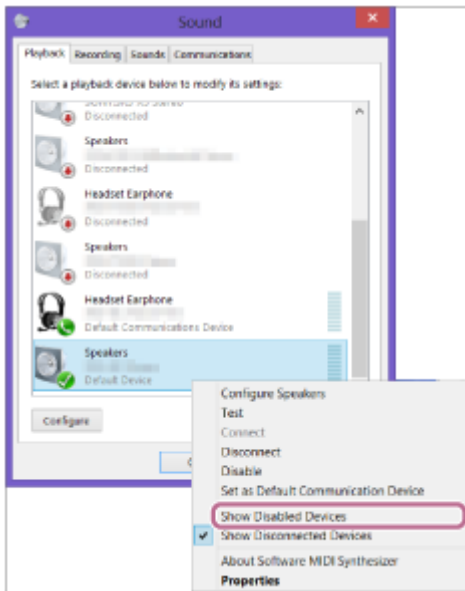 Sound
Playback Recording Sounds Communications
Select a playback device below to modify its settings:
Disconnected
Speakers
Disconnected
Headset Earphone
Disconnected
Speakers
Disconnected
Headset Earphone
Default Communications Device
Speakers
Default Device
Configure
Configure Speakers
Test
Connect
Disconnect
Disable
Set as Default Communication Device
Show Disabled Devices
Show Disconnected Devices
About Software MIDI Synthesizer
Properties